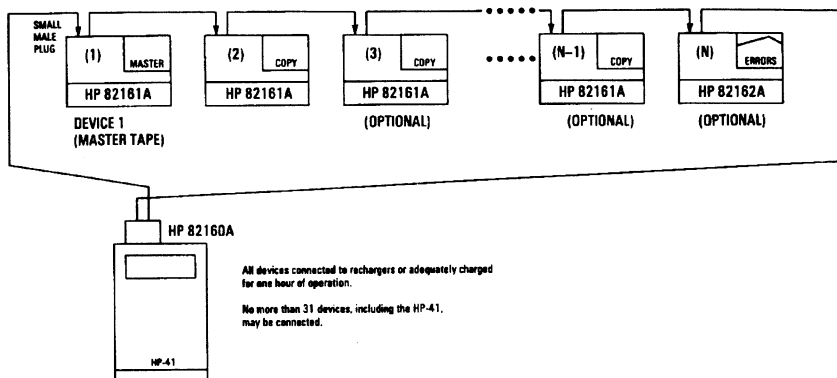 SMALL
MALE
PLUG
(1)
MASTER
HP 82161A
DEVICE 1
(MASTER TAPE)
(2)
COPY
HP 82161A
(3)
COPY
HP 82161A
(OPTIONAL)
(N-1)
COPY
HP 82161A
(OPTIONAL)
(N)
ERRORS
HP 82162A
(OPTIONAL)
HP 82160A
All devices connected to rechargers or adequately charged
for one hour of operation.
No more than 31 devices, including the HP-41,
may be connected.
HP-41